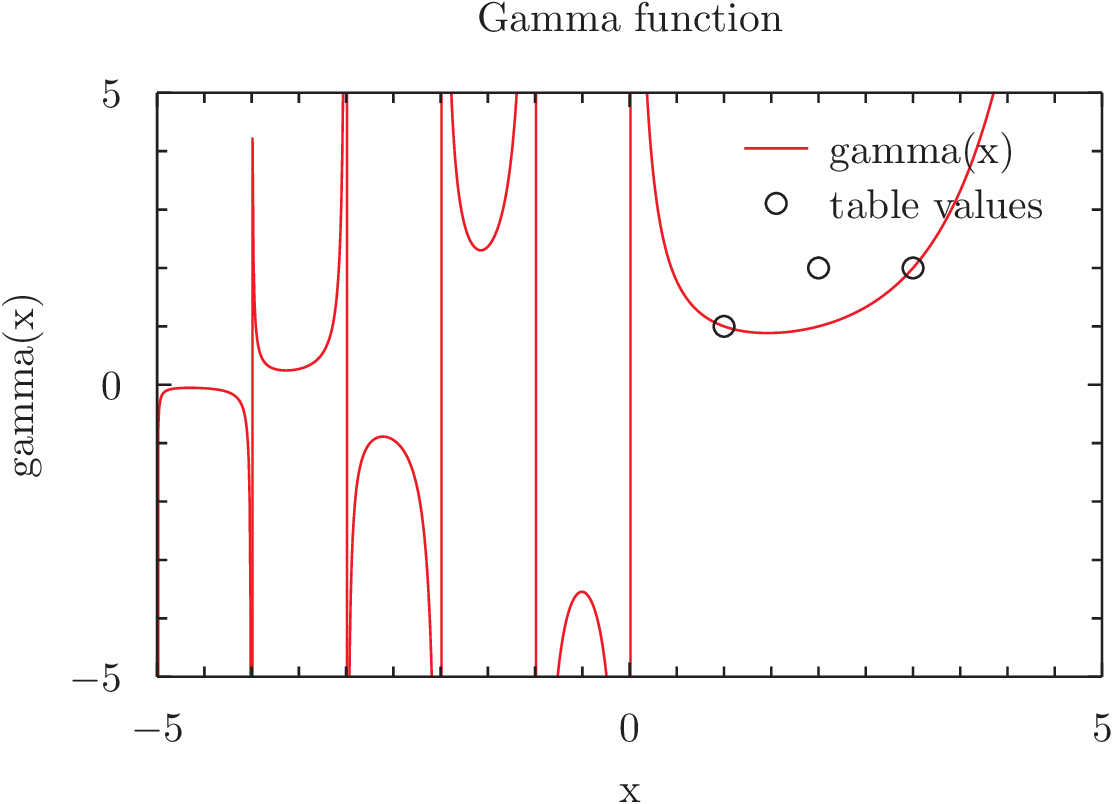 Gamma function
5
gamma(x)
table values
0
gamma(x)
−5
−5 0 5
x